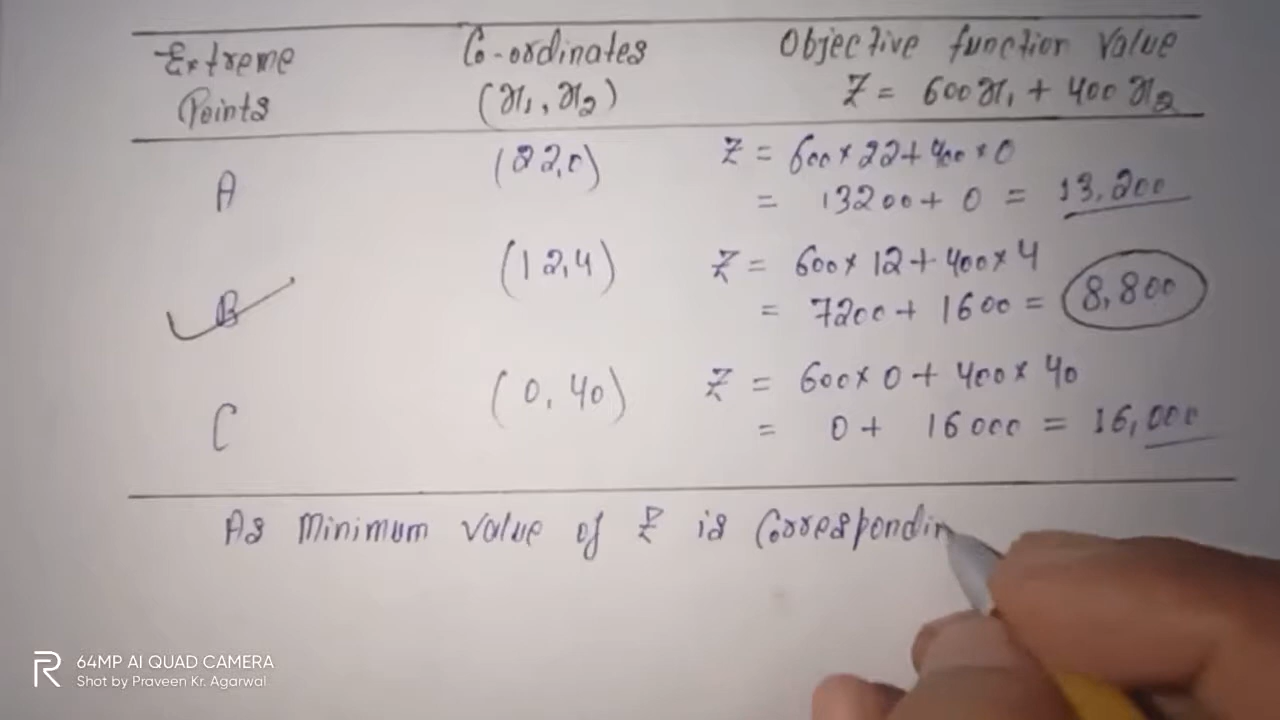 Extreme Co-ordinates Objective function Value
Points (x₁, x₂) Z = 600x₁ + 400x₂
A (22,0) Z = 600×22+400×0
= 13200+ 0 = 13,200
B (12,4) Z = 600×12+400×4
= 7200+ 1600 = 8,800
C (0,40) Z = 600×0+400×40
= 0+ 16000 = 16,000
As Minimum value of Z is Correspondin
64MP AI QUAD CAMERA
Shot by Praveen Kr. Agarwal